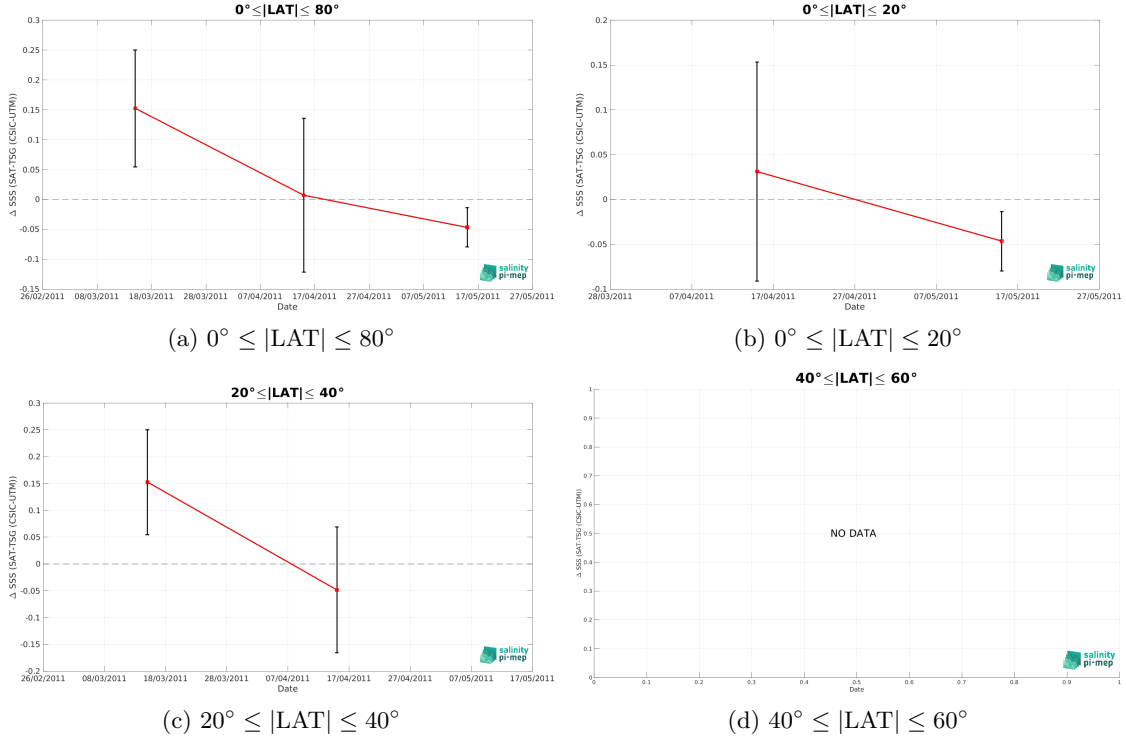 0°≤|LAT|≤ 80°
Δ SSS (SAT-TSG (CSIC-UTM))
0.3
0.25
0.2
0.15
0.1
0.05
0
-0.05
-0.1
-0.15
26/02/2011 08/03/2011 18/03/2011 28/03/2011 07/04/2011 17/04/2011 27/04/2011 07/05/2011 17/05/2011 27/05/2011
Date
salinity
pi-mep
(a) 0° ≤ |LAT| ≤ 80°
0°≤|LAT|≤ 20°
Δ SSS (SAT-TSG (CSIC-UTM))
0.2
0.15
0.1
0.05
0
-0.05
-0.1
28/03/2011 07/04/2011 17/04/2011 27/04/2011 07/05/2011 17/05/2011 27/05/2011
Date
salinity
pi-mep
(b) 0° ≤ |LAT| ≤ 20°
20°≤|LAT|≤ 40°
Δ SSS (SAT-TSG (CSIC-UTM))
0.3
0.25
0.2
0.15
0.1
0.05
0
-0.05
-0.1
-0.15
-0.2
26/02/2011 08/03/2011 18/03/2011 28/03/2011 07/04/2011 17/04/2011 27/04/2011 07/05/2011 17/05/2011
Date
salinity
pi-mep
(c) 20° ≤ |LAT| ≤ 40°
40°≤|LAT|≤ 60°
Δ SSS (SAT-TSG (CSIC-UTM))
1
0.9
0.8
0.7
0.6
0.5
0.4
0.3
0.2
0.1
0
NO DATA
0 0.1 0.2 0.3 0.4 0.5 0.6 0.7 0.8 0.9 1
Date
salinity
pi-mep
(d) 40° ≤ |LAT| ≤ 60°